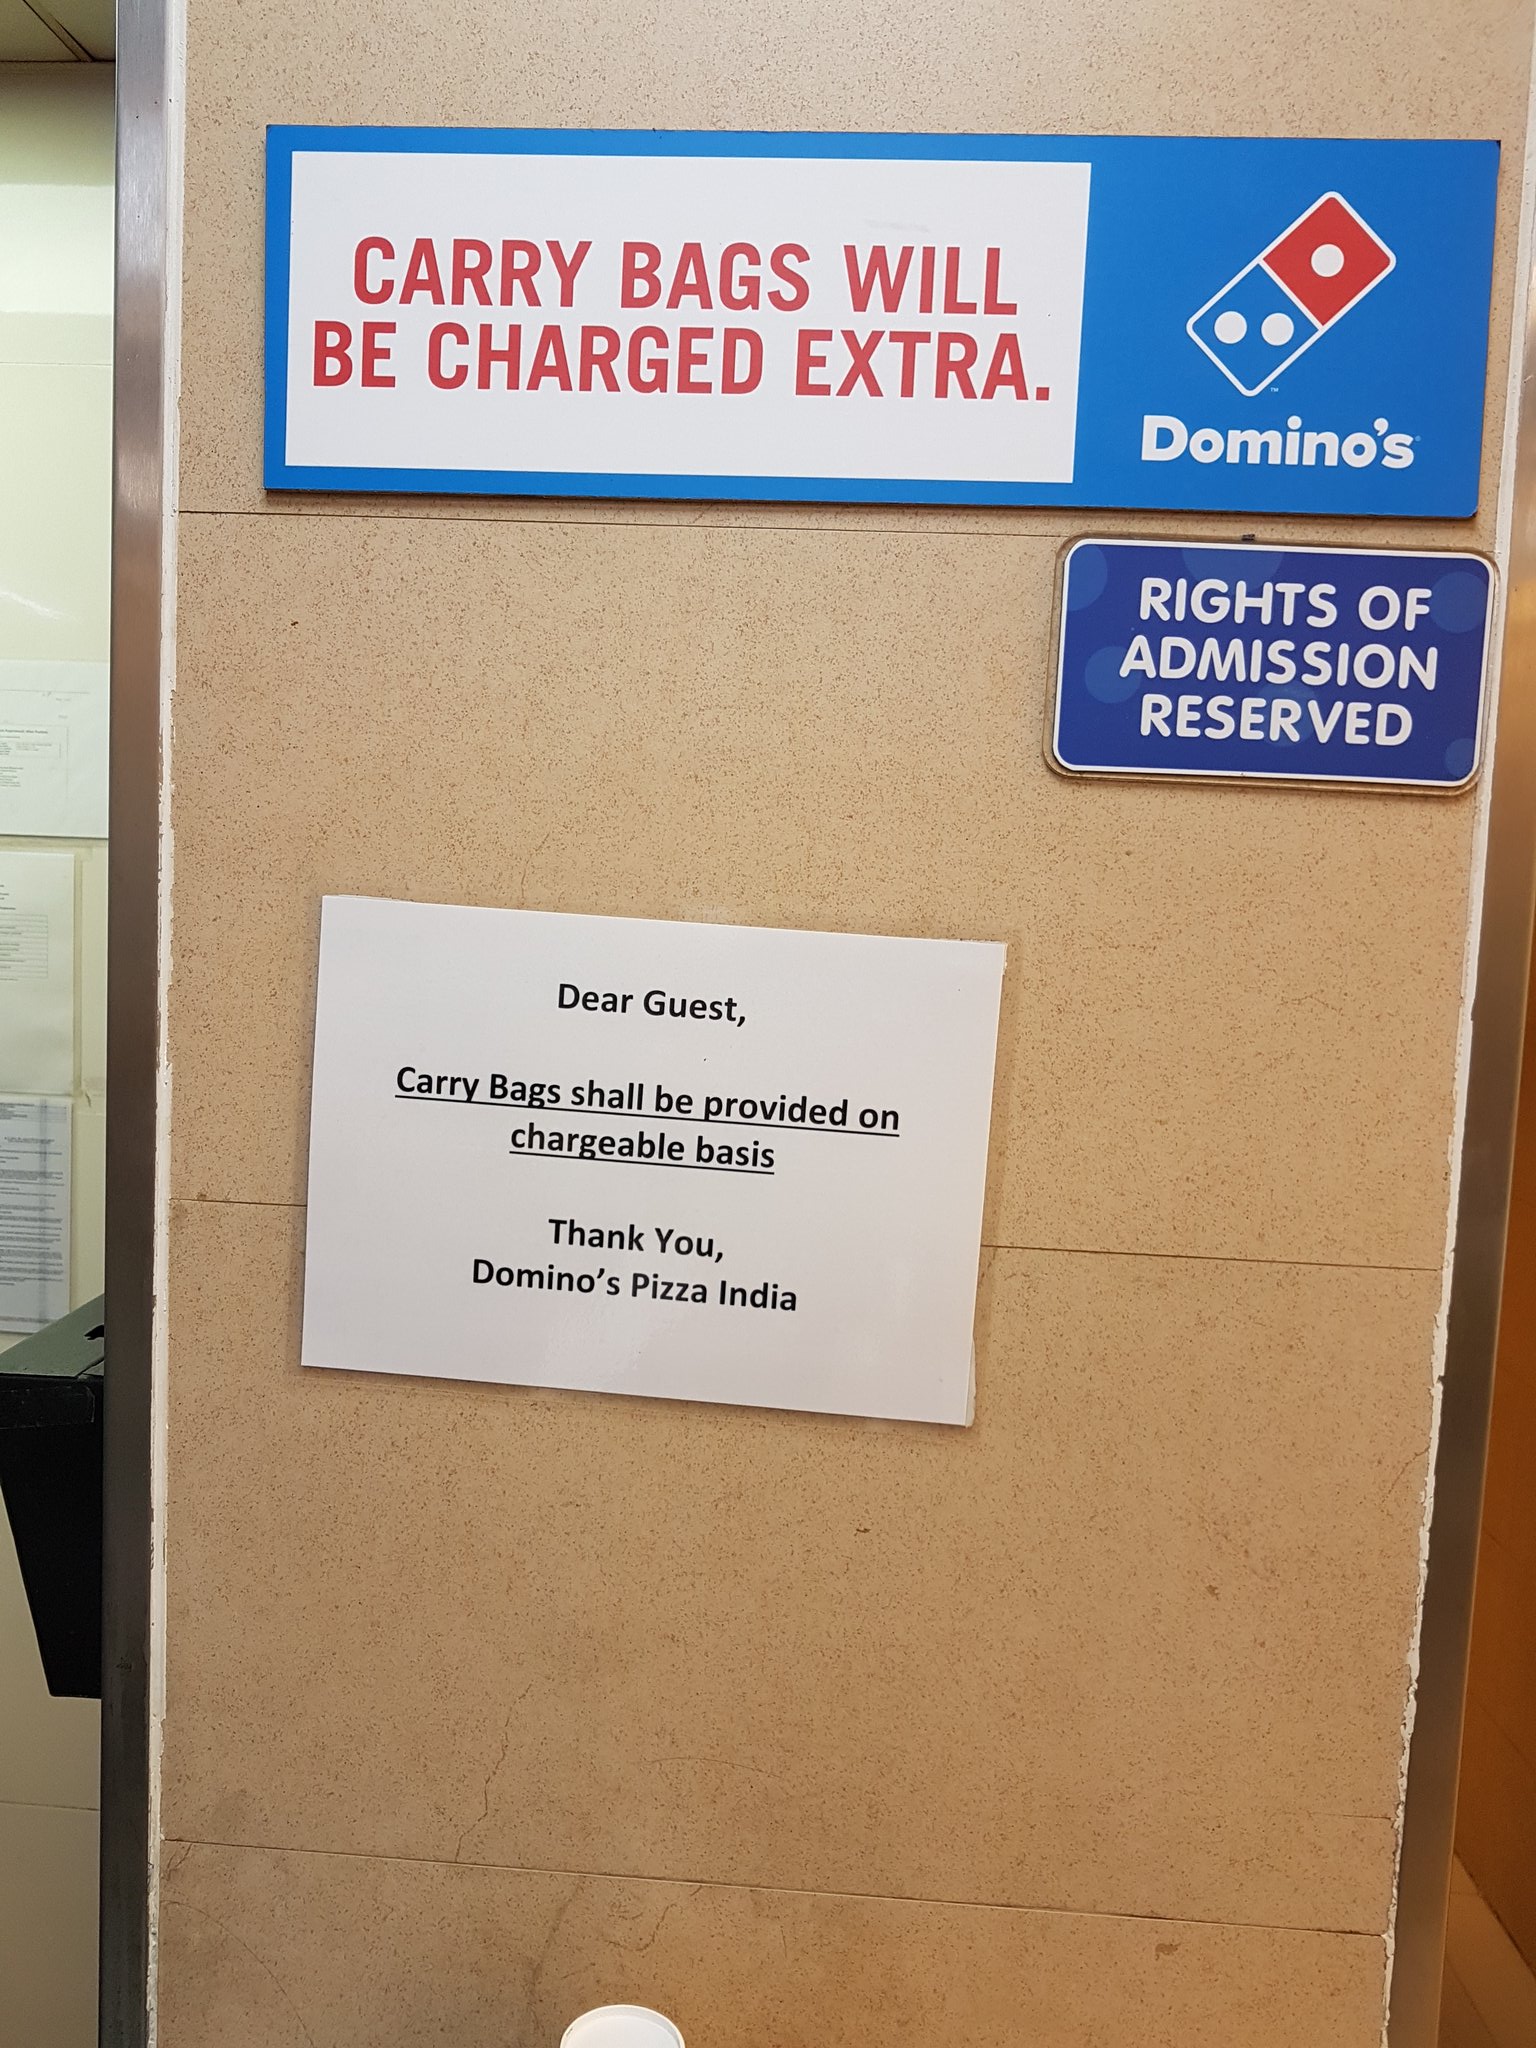 CARRY BAGS WILL
BE CHARGED EXTRA.
Domino's
RIGHTS OF
ADMISSION
RESERVED
Dear Guest,
Carry Bags shall be provided on
chargeable basis
Thank You,
Domino's Pizza India